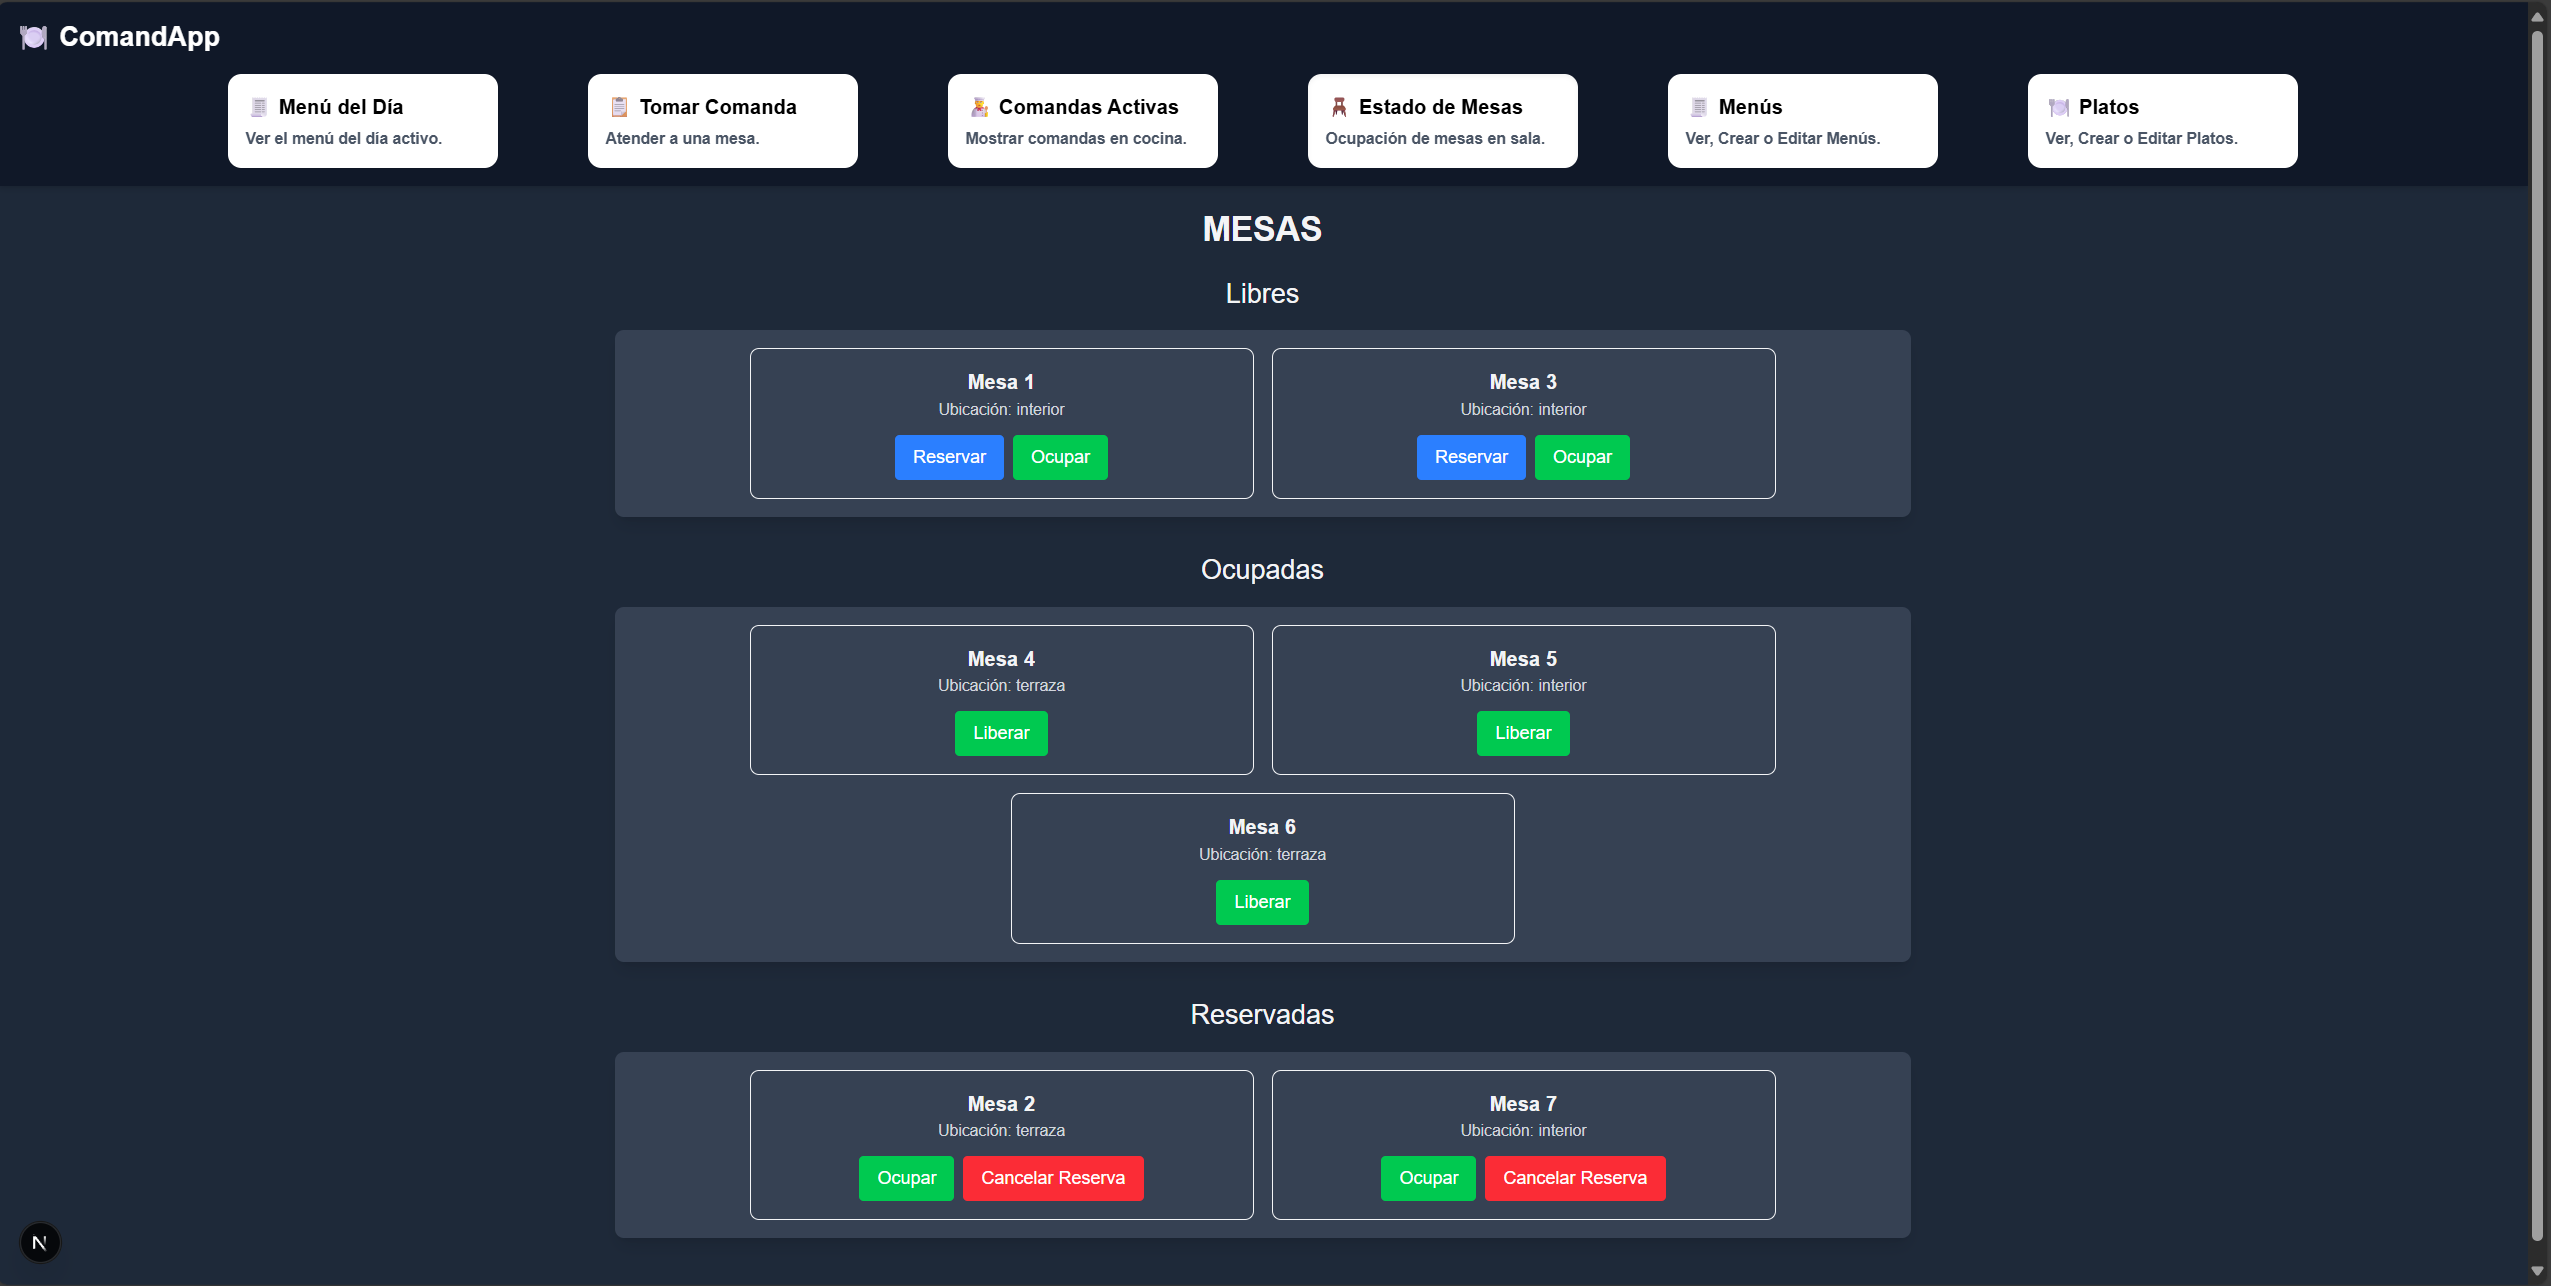 ComandApp
Menú del Día
Ver el menú del día activo.
Tomar Comanda
Atender a una mesa.
Comandas Activas
Mostrar comandas en cocina.
Estado de Mesas
Ocupación de mesas en sala.
Menús
Ver, Crear o Editar Menús.
Platos
Ver, Crear o Editar Platos.
MESAS
Libres
Mesa 1
Ubicación: interior
Reservar Ocupar
Mesa 3
Ubicación: interior
Reservar Ocupar
Ocupadas
Mesa 4
Ubicación: terraza
Liberar
Mesa 5
Ubicación: interior
Liberar
Mesa 6
Ubicación: terraza
Liberar
Reservadas
Mesa 2
Ubicación: terraza
Ocupar Cancelar Reserva
Mesa 7
Ubicación: interior
Ocupar Cancelar Reserva
N